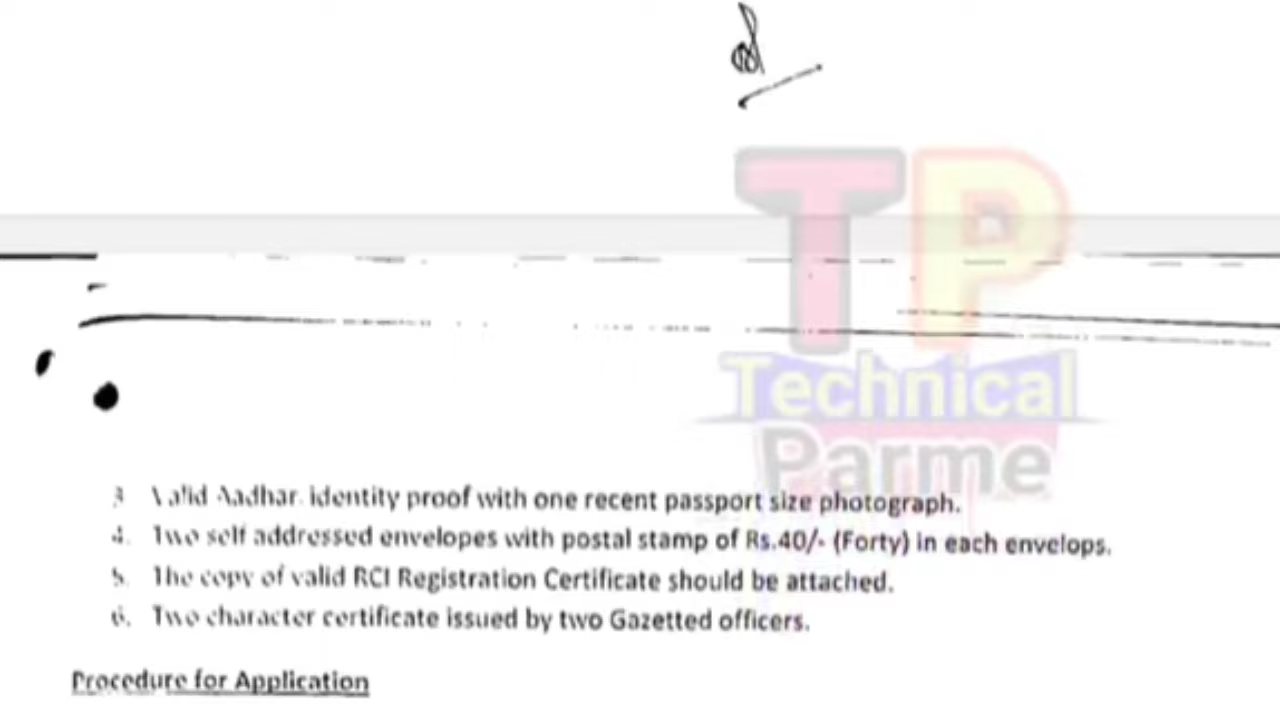 TP
Technical
Parme
3 Valid Aadhar. identity proof with one recent passport size photograph.
4. Two self addressed envelopes with postal stamp of Rs.40/- (Forty) in each envelops.
5. The copy of valid RCI Registration Certificate should be attached.
6. Two character certificate issued by two Gazetted officers.
Procedure for Application